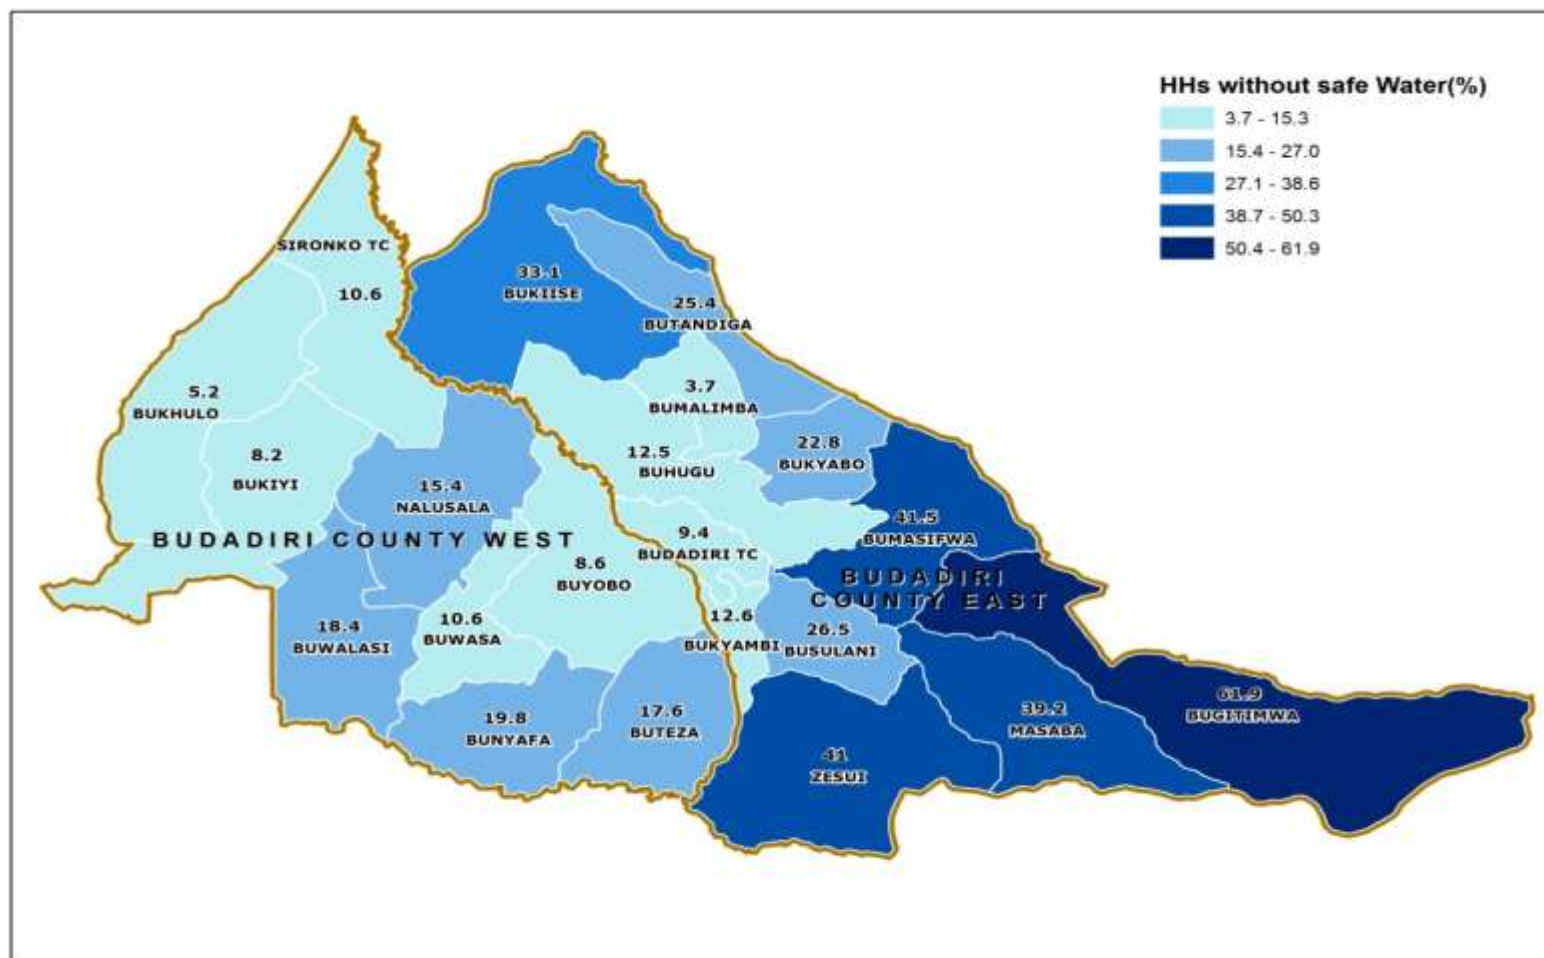 HHs without safe Water(%)
3.7 - 15.3
15.4 - 27.0
27.1 - 38.6
38.7 - 50.3
50.4 - 61.9
SIRONKO TC
10.6
33.1
BUKIISE
25.4
BUTANDIGA
5.2
BUKHULO
3.7
BUMALIMBA
8.2
BUKIYI
12.5
BUHUGU
22.8
BUKYABO
15.4
NALUSALA
41.5
BUMASIFWA
BUDADIRI COUNTY WEST
9.4
BUDADIRI TC
8.6
BUYOBO
BUDADIRI
COUNTY EAST
18.4
BUWALASI
10.6
BUWASA
12.6
BUKYAMBI
26.5
BUSULANI
19.8
BUNYAFA
17.6
BUTEZA
41
ZESUI
39.2
MASABA
61.9
BUGITIMWA